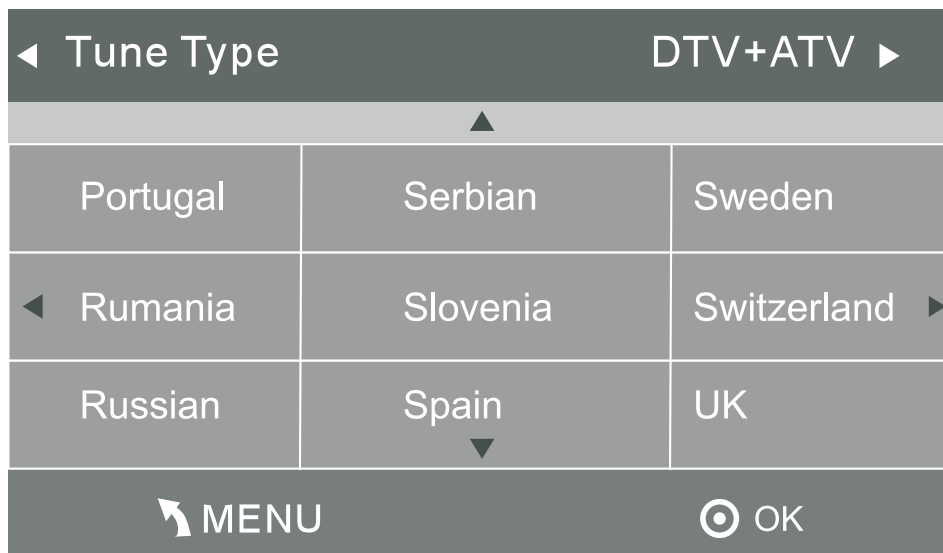 Tune Type DTV+ATV
Portugal Serbian Sweden
Rumania Slovenia Switzerland
Russian Spain UK
MENU OK